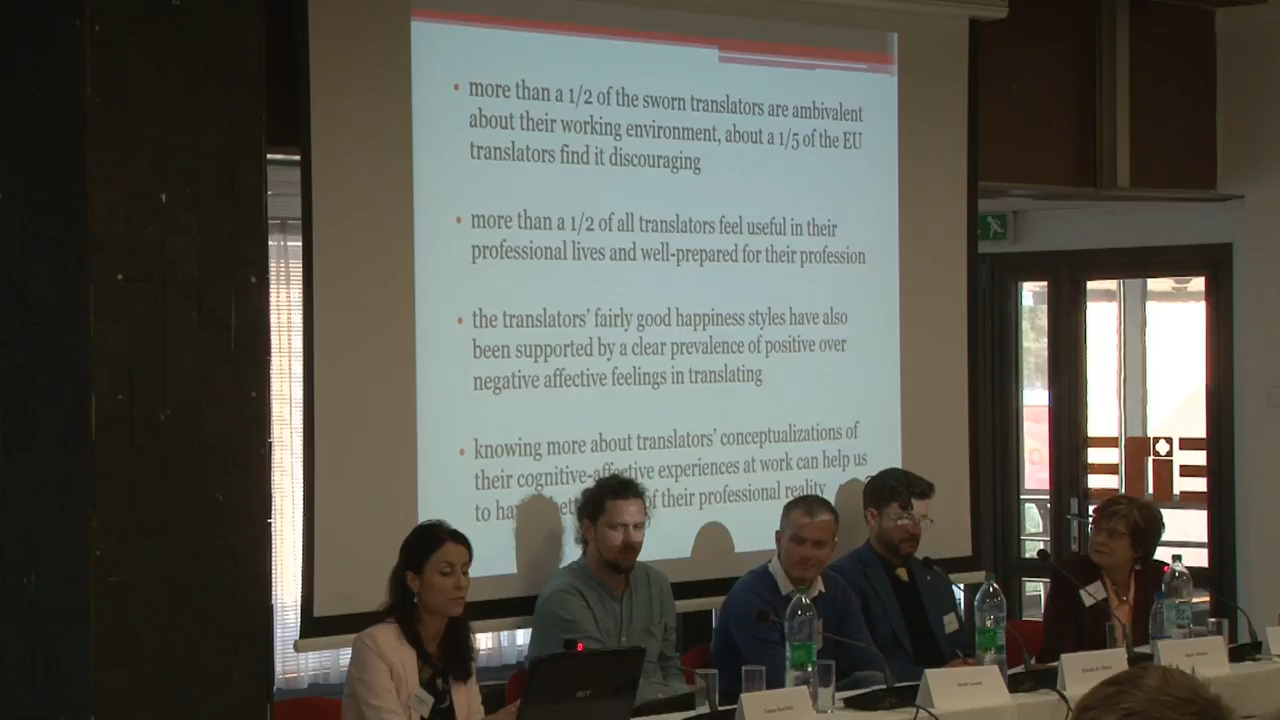 • more than a 1/2 of the sworn translators are ambivalent
about their working environment, about a 1/5 of the EU
translators find it discouraging
• more than a 1/2 of all translators feel useful in their
professional lives and well-prepared for their profession
• the translators’ fairly good happiness styles have also
been supported by a clear prevalence of positive over
negative affective feelings in translating
• knowing more about translators’ conceptualizations of
their cognitive-affective experiences at work can help us
to of their professional reality